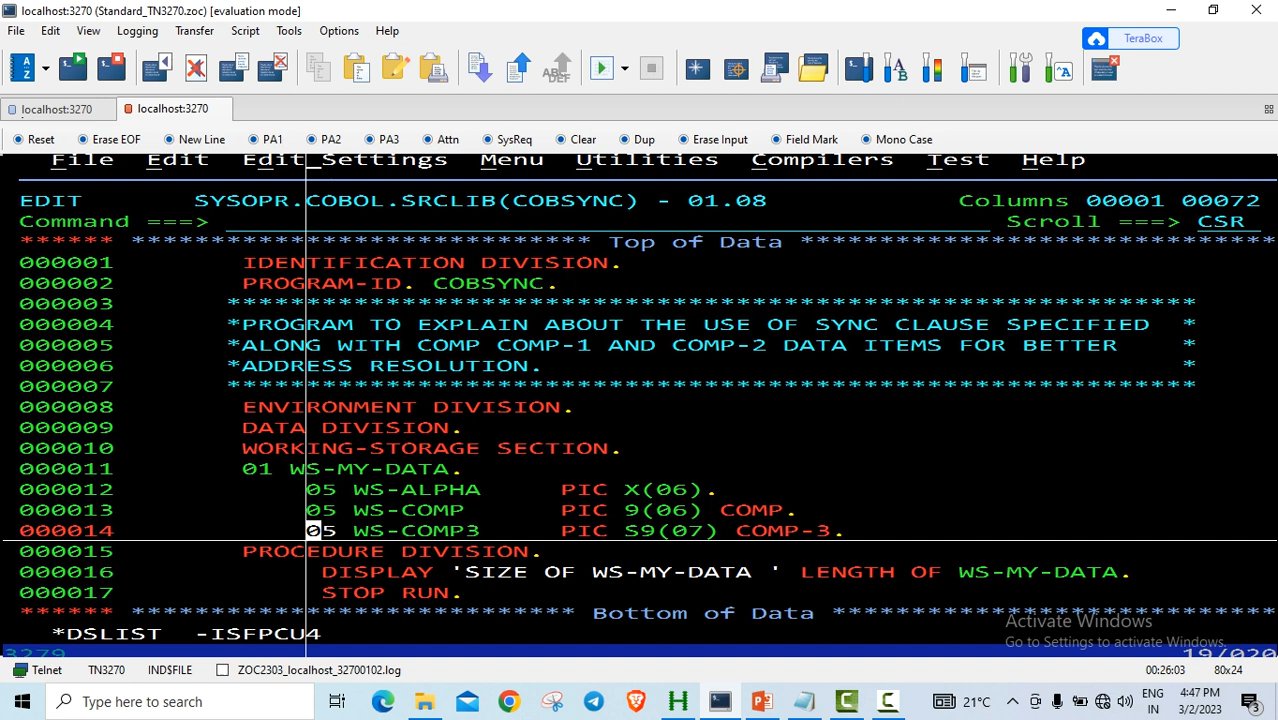 localhost:3270 (Standard_TN3270.zoc) [evaluation mode]
File Edit View Logging Transfer Script Tools Options Help
TeraBox
localhost:3270 localhost:3270
Reset Erase EOF New Line PA1 PA2 PA3 Attn SysReq Clear Dup Erase Input Field Mark Mono Case
File Edit Edit_Settings Menu Utilities Compilers Test Help
EDIT SYSOPR.COBOL.SRCLIB(COBSYNC) - 01.08 Columns 00001 00072
Command ===> Scroll ===> CSR
****** ***************************** Top of Data ******************************
000001 IDENTIFICATION DIVISION.
000002 PROGRAM-ID. COBSYNC.
000003 *************************************************************
000004 *PROGRAM TO EXPLAIN ABOUT THE USE OF SYNC CLAUSE SPECIFIED *
000005 *ALONG WITH COMP COMP-1 AND COMP-2 DATA ITEMS FOR BETTER *
000006 *ADDRESS RESOLUTION. *
000007 *************************************************************
000008 ENVIRONMENT DIVISION.
000009 DATA DIVISION.
000010 WORKING-STORAGE SECTION.
000011 01 WS-MY-DATA.
000012 05 WS-ALPHA PIC X(06).
000013 05 WS-COMP PIC 9(06) COMP.
000014 05 WS-COMP3 PIC S9(07) COMP-3.
000015 PROCEDURE DIVISION.
000016 DISPLAY 'SIZE OF WS-MY-DATA ' LENGTH OF WS-MY-DATA.
000017 STOP RUN.
****** **************************** Bottom of Data ****************************
Activate Windows
*DSLIST -ISFPCU4
Go to Settings to activate Windows.
3279 19/020
Telnet TN3270 IND$FILE ZOC2303_localhost_32700102.log 00:26:03 80x24
Type here to search 21°C ENG IN 4:47 PM 3/2/2023 3